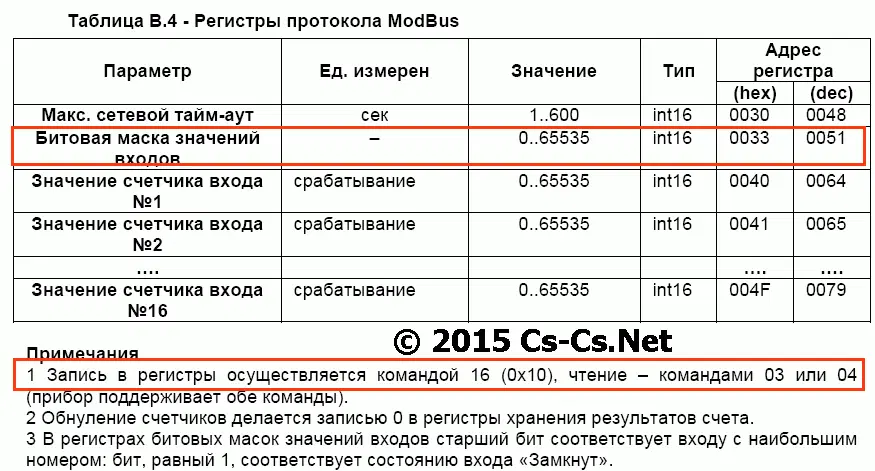 Таблица В.4 - Регистры протокола ModBus
Параметр Ед. измерен Значение Тип Адрес регистра
(hex) (dec)
Макс. сетевой тайм-аут сек 1..600 int16 0030 0048
Битовая маска значений входов – 0..65535 int16 0033 0051
Значение счетчика входа №1 срабатывание 0..65535 int16 0040 0064
Значение счетчика входа №2 срабатывание 0..65535 int16 0041 0065
.... .... ....
Значение счетчика входа №16 срабатывание 0..65535 int16 004F 0079
© 2015 Cs-Cs.Net
Примечания
1 Запись в регистры осуществляется командой 16 (0x10), чтение – командами 03 или 04
(прибор поддерживает обе команды).
2 Обнуление счетчиков делается записью 0 в регистры хранения результатов счета.
3 В регистрах битовых масок значений входов старший бит соответствует входу с наибольшим
номером: бит, равный 1, соответствует состоянию входа «Замкнут».